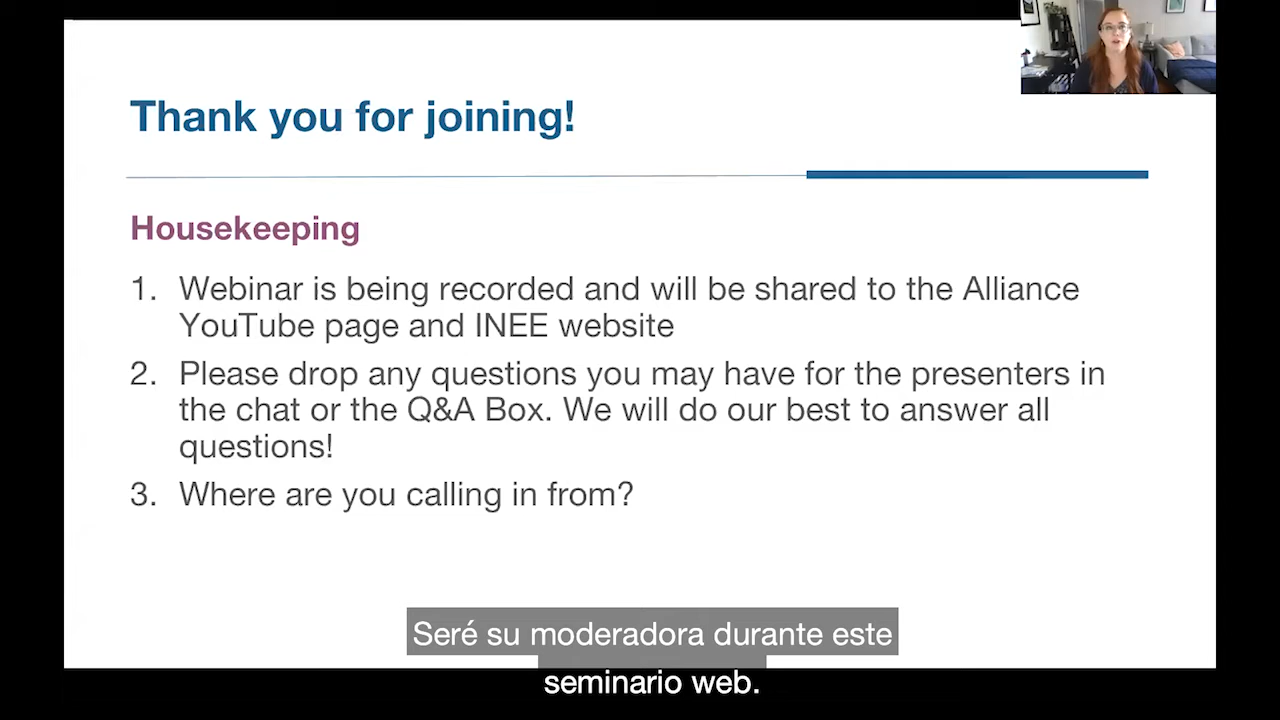 Thank you for joining!
Housekeeping
1. Webinar is being recorded and will be shared to the Alliance
YouTube page and INEE website
2. Please drop any questions you may have for the presenters in
the chat or the Q&A Box. We will do our best to answer all
questions!
3. Where are you calling in from?
Seré su moderadora durante este
seminario web.